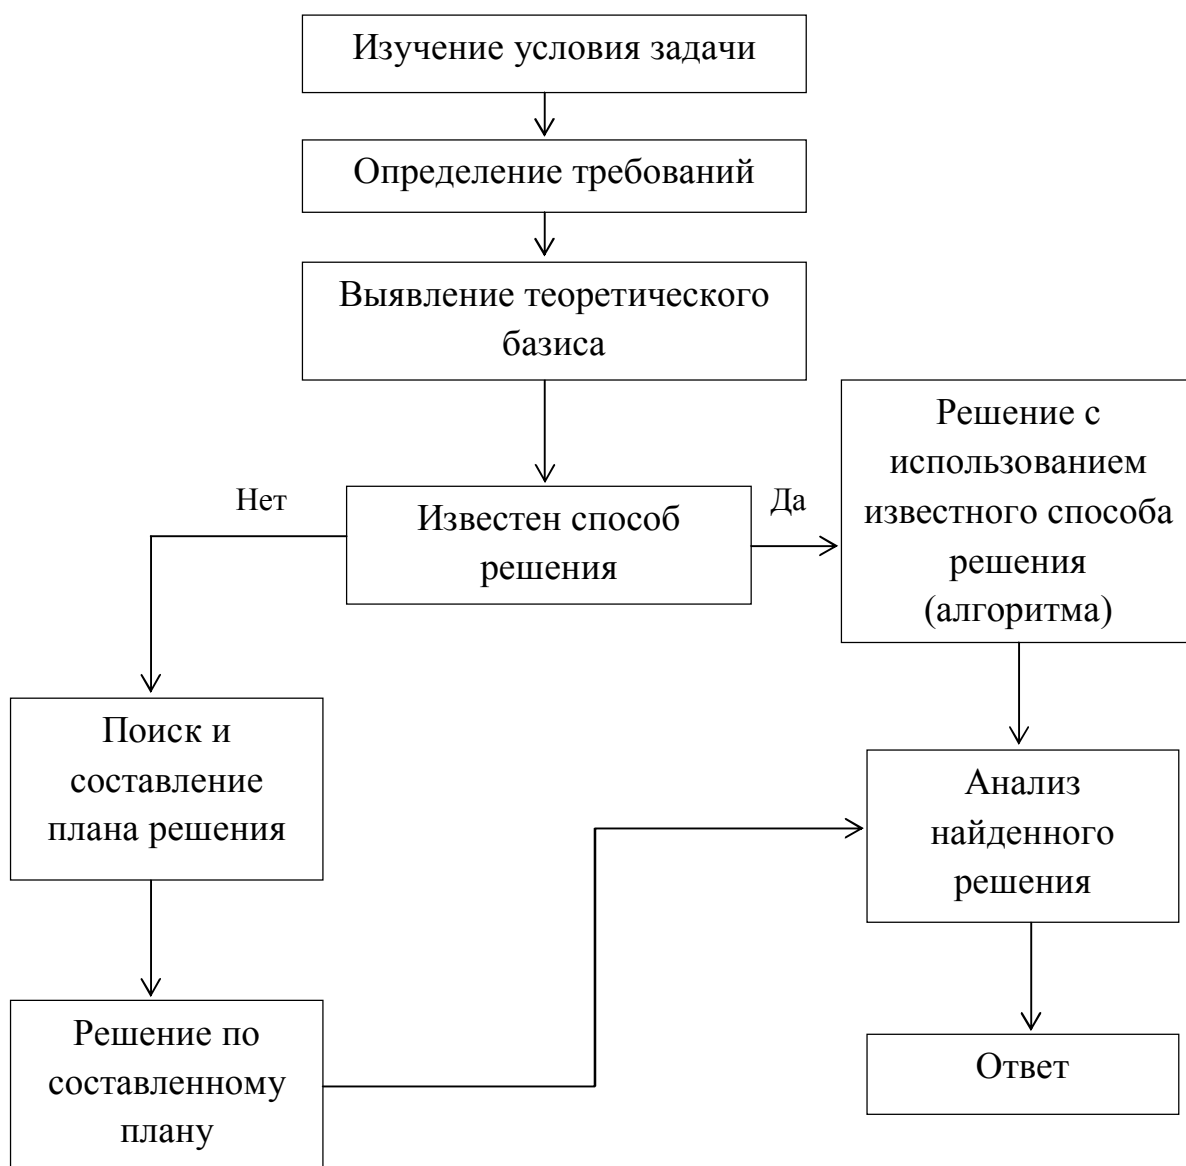 Изучение условия задачи
Определение требований
Выявление теоретического
базиса
Нет
Известен способ
решения
Да
Решение с
использованием
известного способа
решения
(алгоритма)
Поиск и
составление
плана решения
Анализ
найденного
решения
Решение по
составленному
плану
Ответ